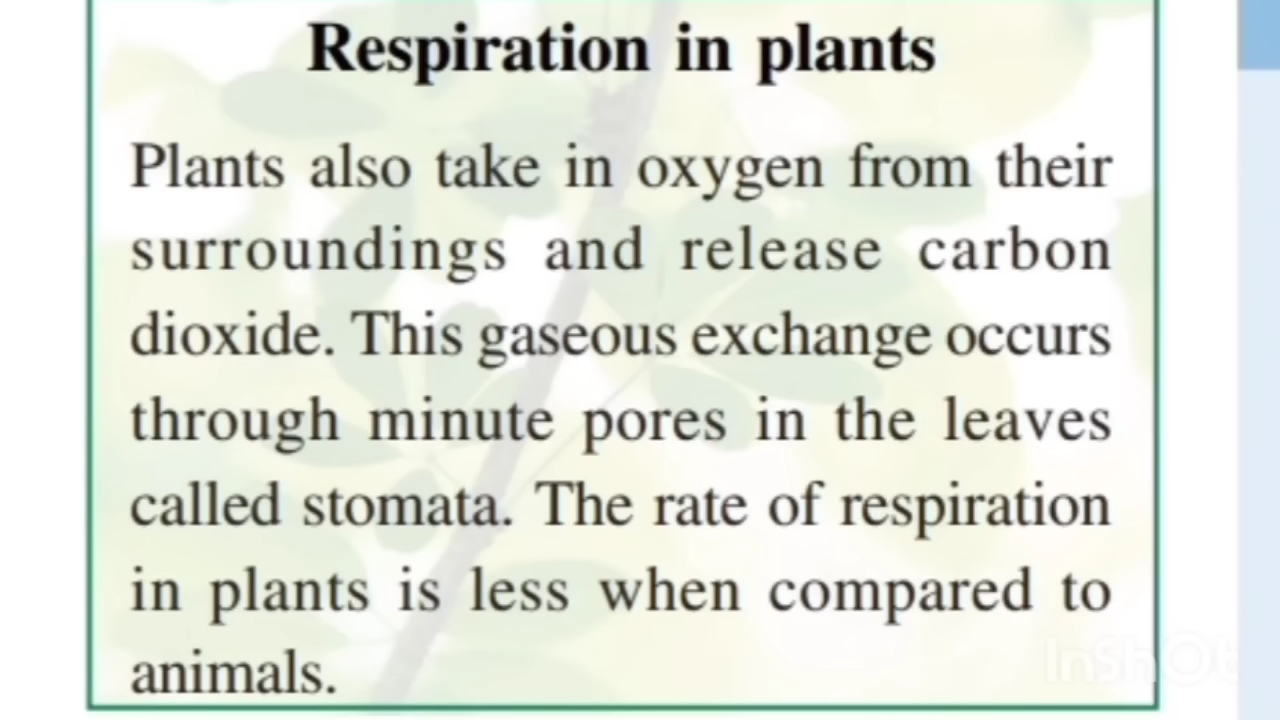 Respiration in plants
Plants also take in oxygen from their
surroundings and release carbon
dioxide. This gaseous exchange occurs
through minute pores in the leaves
called stomata. The rate of respiration
in plants is less when compared to
animals.
InShOt